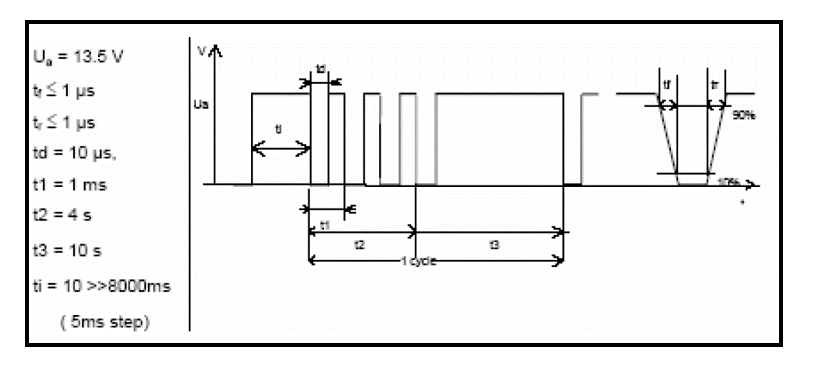 Ua = 13.5 V
tf ≤ 1 µs
tr ≤ 1 µs
td = 10 µs,
t1 = 1 ms
t2 = 4 s
t3 = 10 s
ti = 10 >>8000ms
( 5ms step)
V
td
Ua
ti
t1
t2
t3
1 cycle
tf
tr
90%
10%